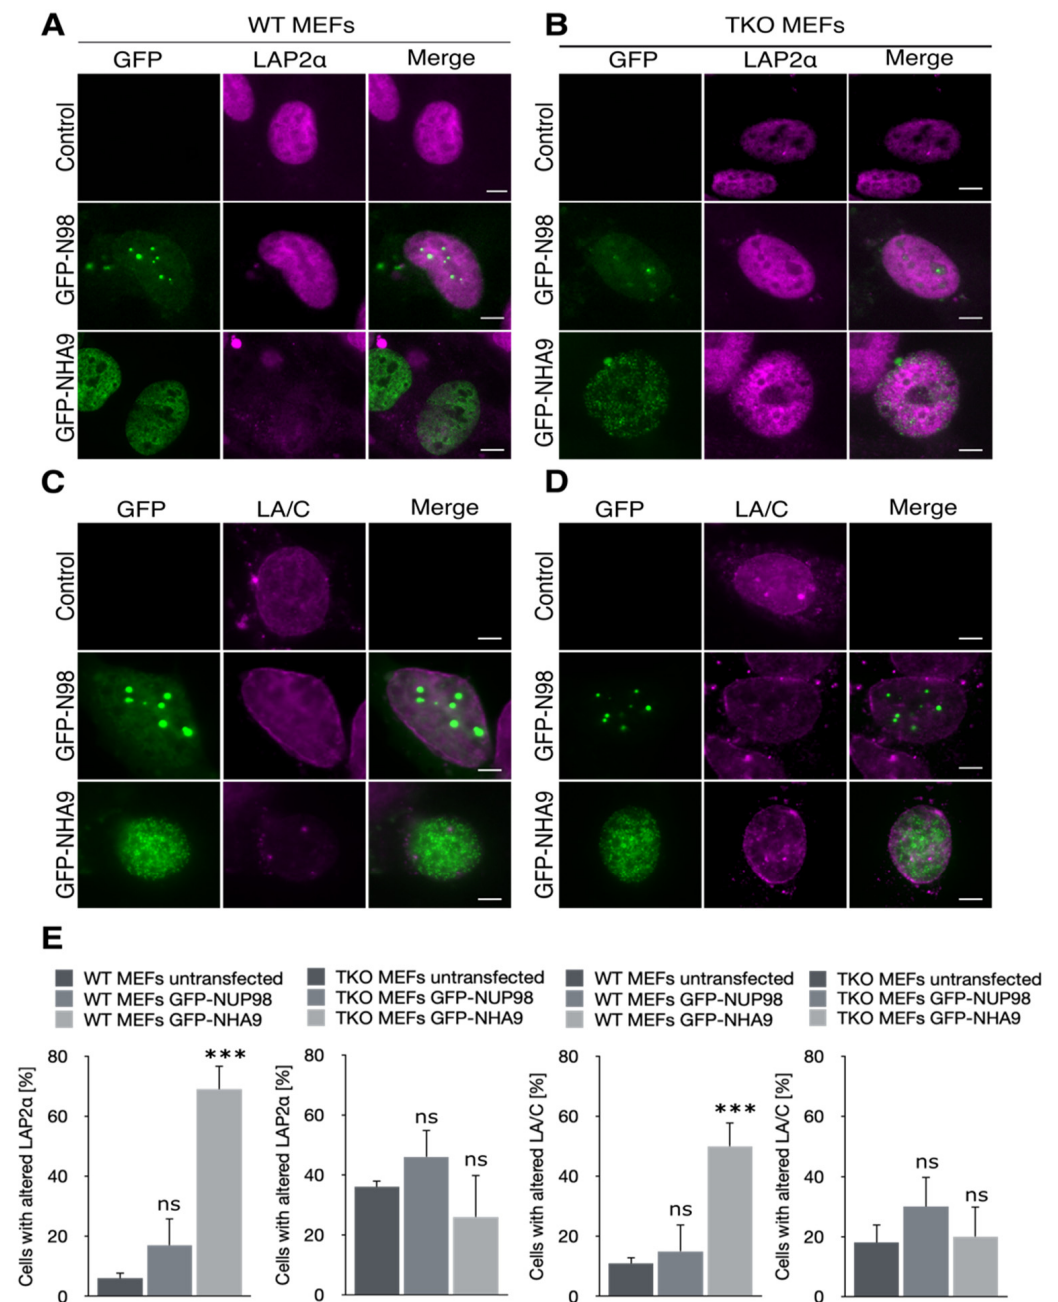 A
WT MEFs
GFP LAP2α Merge
Control
GFP-N98
GFP-NHA9
B
TKO MEFs
GFP LAP2α Merge
Control
GFP-N98
GFP-NHA9
C
GFP LA/C Merge
Control
GFP-N98
GFP-NHA9
D
GFP LA/C Merge
Control
GFP-N98
GFP-NHA9
E
WT MEFs untransfected
WT MEFs GFP-NUP98
WT MEFs GFP-NHA9
Cells with altered LAP2α [%]
80
60
40
20
0
ns
***
TKO MEFs untransfected
TKO MEFs GFP-NUP98
TKO MEFs GFP-NHA9
Cells with altered LAP2α [%]
80
60
40
20
0
ns
ns
WT MEFs untransfected
WT MEFs GFP-NUP98
WT MEFs GFP-NHA9
Cells with altered LA/C [%]
80
60
40
20
0
ns
***
TKO MEFs untransfected
TKO MEFs GFP-NUP98
TKO MEFs GFP-NHA9
Cells with altered LA/C [%]
80
60
40
20
0
ns
ns